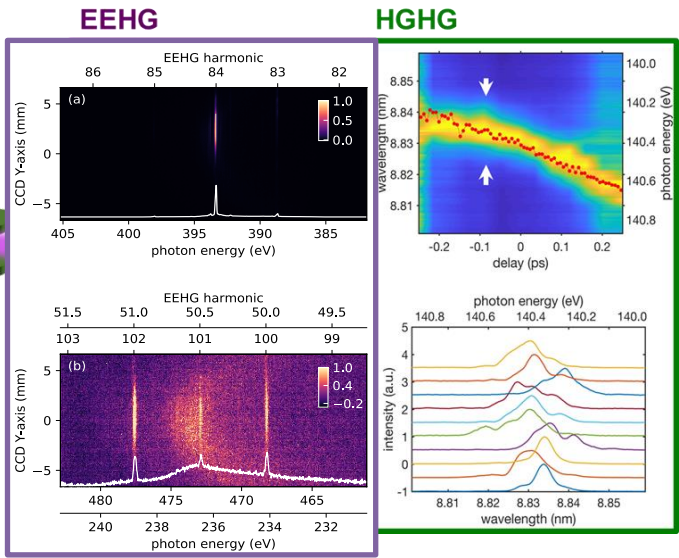 EEHG
HGHG
EEHG harmonic
86 85 84 83 82
(a)
1.0
0.5
0.0
CCD Y-axis (mm)
5
0
−5
405 400 395 390 385
photon energy (eV)
EEHG harmonic
51.5 51.0 50.5 50.0 49.5
103 102 101 100 99
(b)
1.0
0.4
−0.2
CCD Y-axis (mm)
5
0
−5
480 475 470 465
240 238 236 234 232
photon energy (eV)
wavelength (nm)
8.85
8.84
8.83
8.82
8.81
140.0
140.2
140.4
140.6
140.8
photon energy (eV)
-0.2 -0.1 0 0.1 0.2
delay (ps)
photon energy (eV)
140.8 140.6 140.4 140.2 140.0
intensity (a.u.)
5
4
3
2
1
0
-1
8.81 8.82 8.83 8.84 8.85
wavelength (nm)